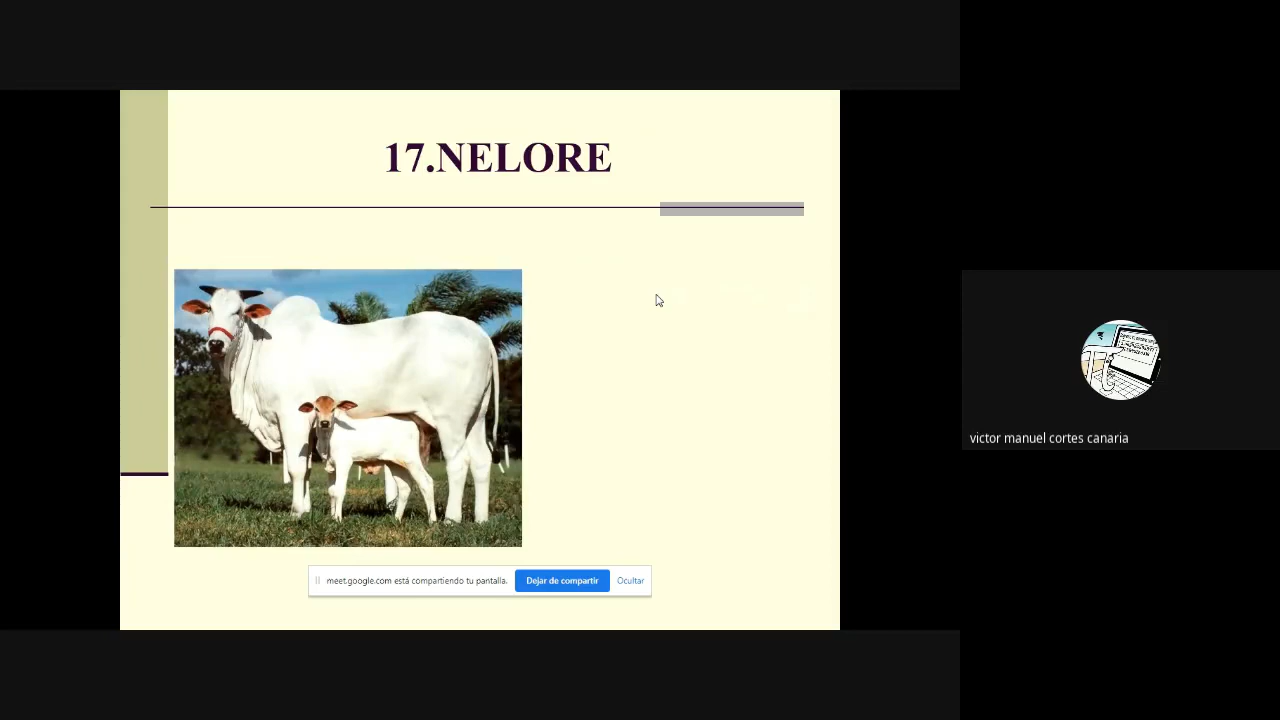 17.NELORE
meet.google.com está compartiendo tu pantalla.
Dejar de compartir
Ocultar
victor manuel cortes canaria